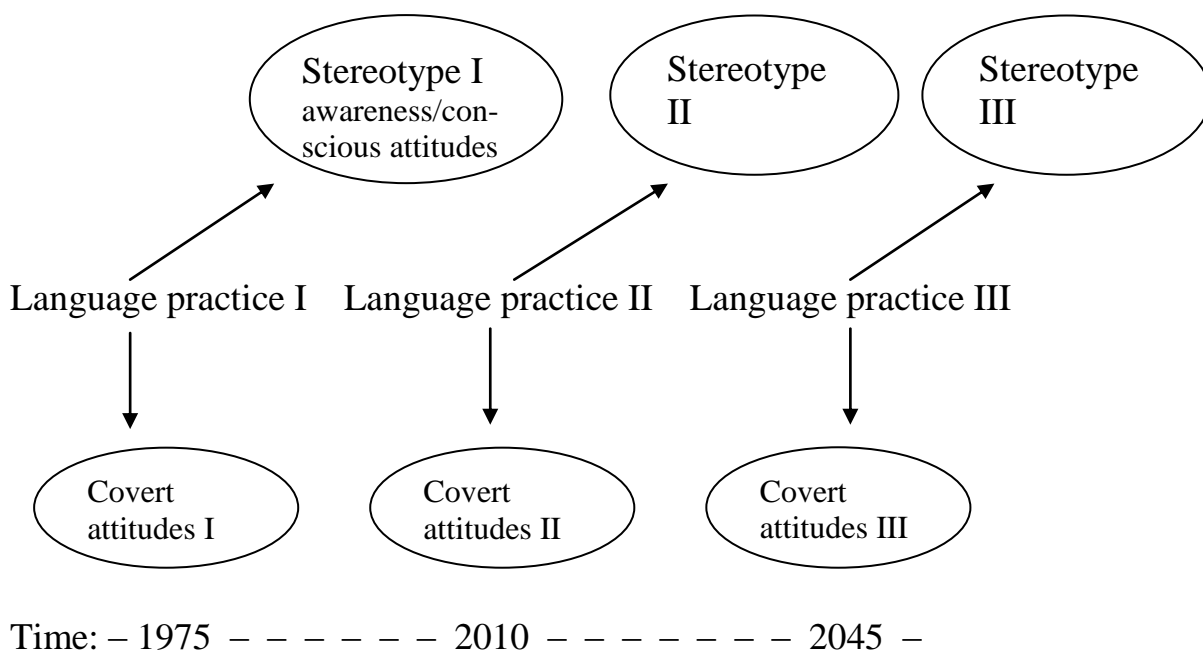 Stereotype I
awareness/con-
scious attitudes
Stereotype
II
Stereotype
III
Language practice I
Language practice II
Language practice III
Covert
attitudes I
Covert
attitudes II
Covert
attitudes III
Time: – 1975 – – – – – – 2010 – – – – – – – 2045 –